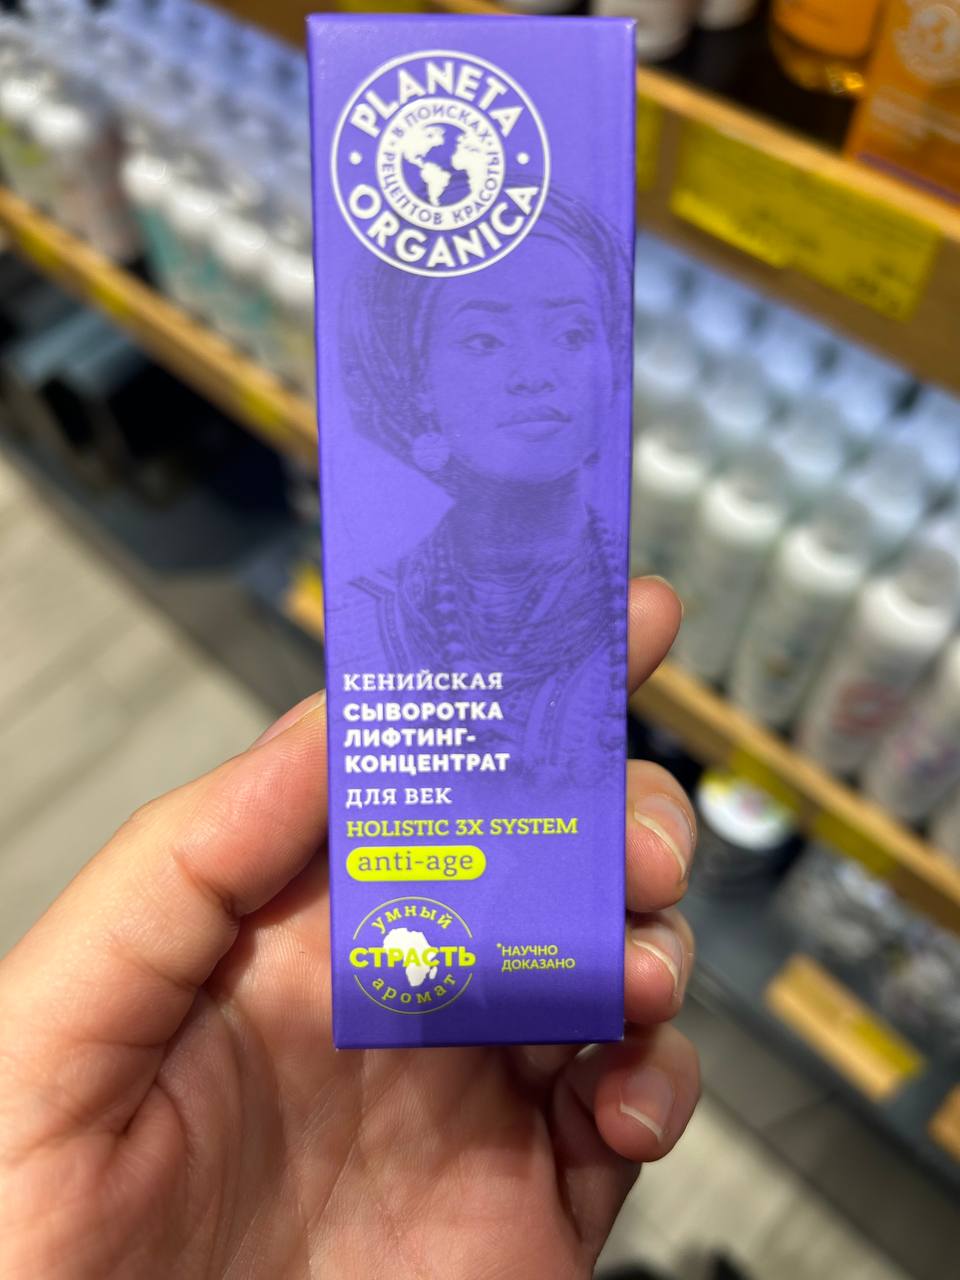 PLANETA
В ПОИСКАХ
РЕЦЕПТОВ КРАСОТЫ
ORGANICA
КЕНИЙСКАЯ
СЫВОРОТКА
ЛИФТИНГ-
КОНЦЕНТРАТ
ДЛЯ ВЕК
HOLISTIC 3X SYSTEM
anti-age
умный
СТРАСТЬ
аромат
*НАУЧНО
ДОКАЗАНО